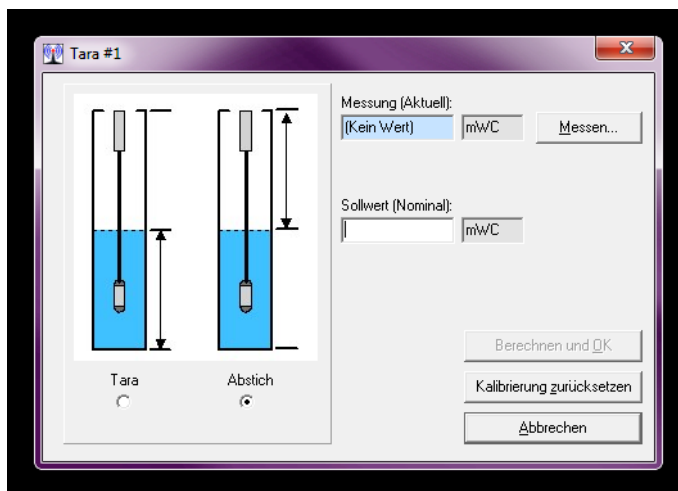 Tara #1
Messung (Aktuell):
(Kein Wert) mWC Messen...
Sollwert (Nominal):
mWC
Berechnen und OK
Tara Abstich
Kalibrierung zurücksetzen
Abbrechen